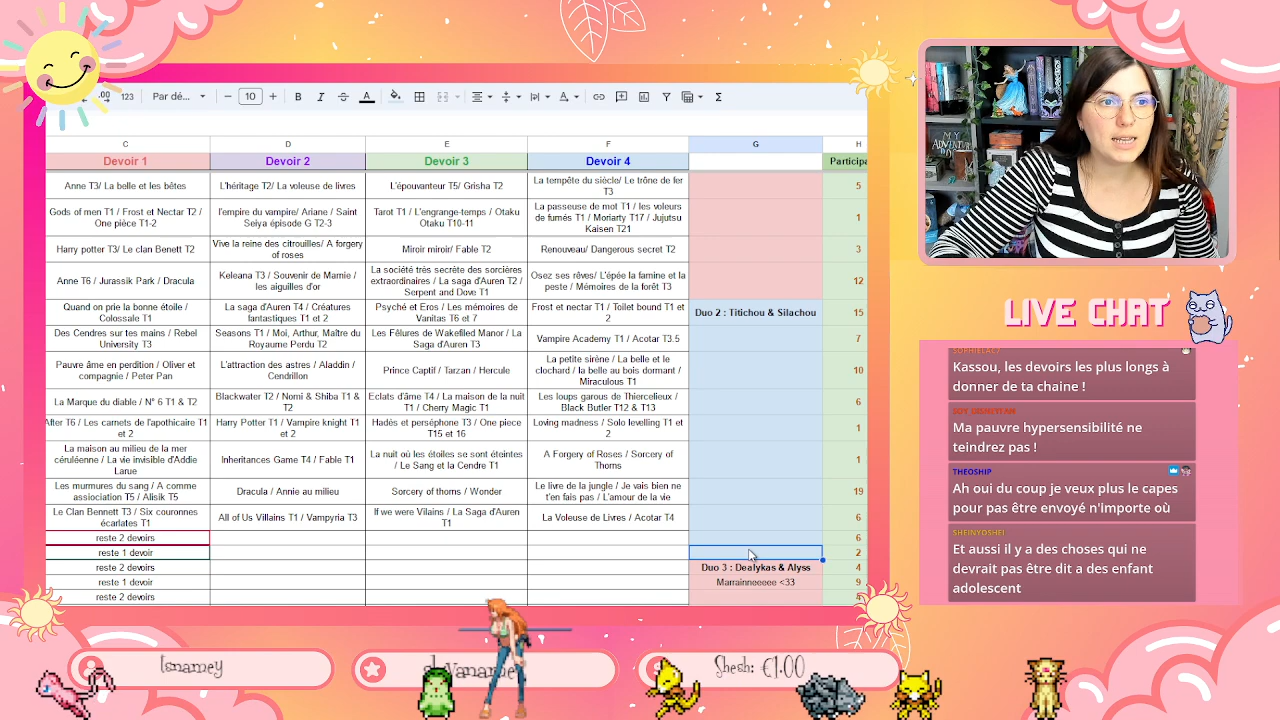 .00 123 Par dé... 10 B I A Σ
C D E F G H
Devoir 1 Devoir 2 Devoir 3 Devoir 4 Participa
Anne T3/ La belle et les bêtes
L'héritage T2/ La voleuse de livres
L'épouvanteur T5/ Grisha T2
La tempête du siècle/ Le trône de fer
T3
5
Gods of men T1 / Frost et Nectar T2 /
One pièce T1-2
l'empire du vampire/ Ariane / Saint
Seiya épisode G T2-3
Tarot T1 / L'engrange-temps / Otaku
Otaku T10-11
La passeuse de mot T1 / les voleurs
de fumés T1 / Moriarty T17 / Jujutsu
Kaisen T21
1
Harry potter T3/ Le clan Benett T2
Vive la reine des citrouilles/ A forgery
of roses
Miroir miroir/ Fable T2
Renouveau/ Dangerous secret T2
3
Anne T6 / Jurassik Park / Dracula
Keleana T3 / Souvenir de Mamie /
les aiguilles d'or
La société très secrète des sorcières
extraordinaires / La saga d'Auren T2 /
Serpent and Dove T1
Osez ses rêves/ L'épée la famine et la
peste / Mémoires de la forêt T3
12
Quand on prie la bonne étoile /
Colossale T1
La saga d'Auren T4 / Créatures
fantastiques T1 et 2
Psyché et Eros / Les mémoires de
Vanitas T6 et 7
Frost et nectar T1 / Toilet bound T1 et
2
Duo 2 : Titichou & Silachou
15
Des Cendres sur tes mains / Rebel
University T3
Seasons T1 / Moi, Arthur, Maître du
Royaume Perdu T2
Les Fêlures de Wakefiled Manor / La
Saga d'Auren T3
Vampire Academy T1 / Acotar T3.5
7
Pauvre âme en perdition / Oliver et
compagnie / Peter Pan
L'attraction des astres / Aladdin /
Cendrillon
Prince Captif / Tarzan / Hercule
La petite sirène / La belle et le
clochard / la belle au bois dormant /
Miraculous T1
10
La Marque du diable / N° 6 T1 & T2
Blackwater T2 / Nomi & Shiba T1 &
T2
Eclats d'âme T4 / La maison de la nuit
T1 / Cherry Magic T1
Les loups garous de Thiercelieux /
Black Butler T12 & T13
6
After T6 / Les carnets de l'apothicaire T1
et 2
Harry Potter T1 / Vampire knight T1
et 2
Hadès et perséphone T3 / One piece
T15 et 16
Loving madness / Solo levelling T1 et
2
1
La maison au milieu de la mer
céruléenne / La vie invisible d'Addie
Larue
Inheritances Game T4 / Fable T1
La nuit où les étoiles se sont éteintes
/ Le Sang et la Cendre T1
A Forgery of Roses / Sorcery of
Thorns
1
Les murmures du sang / A comme
association T5 / Alisik T5
Dracula / Annie au milieu
Sorcery of thorns / Wonder
Le livre de la jungle / Je vais bien ne
t'en fais pas / L'amour de la vie
19
Le Clan Bennett T3 / Six couronnes
écarlates T1
All of Us Villains T1 / Vampyria T3
If we were Vilains / La Saga d'Auren
T1
La Voleuse de Livres / Acotar T4
6
reste 2 devoirs 6
reste 1 devoir 2
reste 2 devoirs Duo 3 : Dealykas & Alyss 4
reste 1 devoir Marrainneeeee <33 9
reste 2 devoirs
MY
ADVENTURE
BO
LIVE CHAT
SOPHIELAC7
Kassou, les devoirs les plus longs à
donner de ta chaine !
Ma pauvre hypersensibilité ne
teindrez pas !
THEOSHIP
Ah oui du coup je veux plus le capes
pour pas être envoyé n'importe où
SHEINYOSHEI
Et aussi il y a des choses qui ne
devrait pas être dit a des enfant
adolescent
tsnamey
Shesh: €1.00